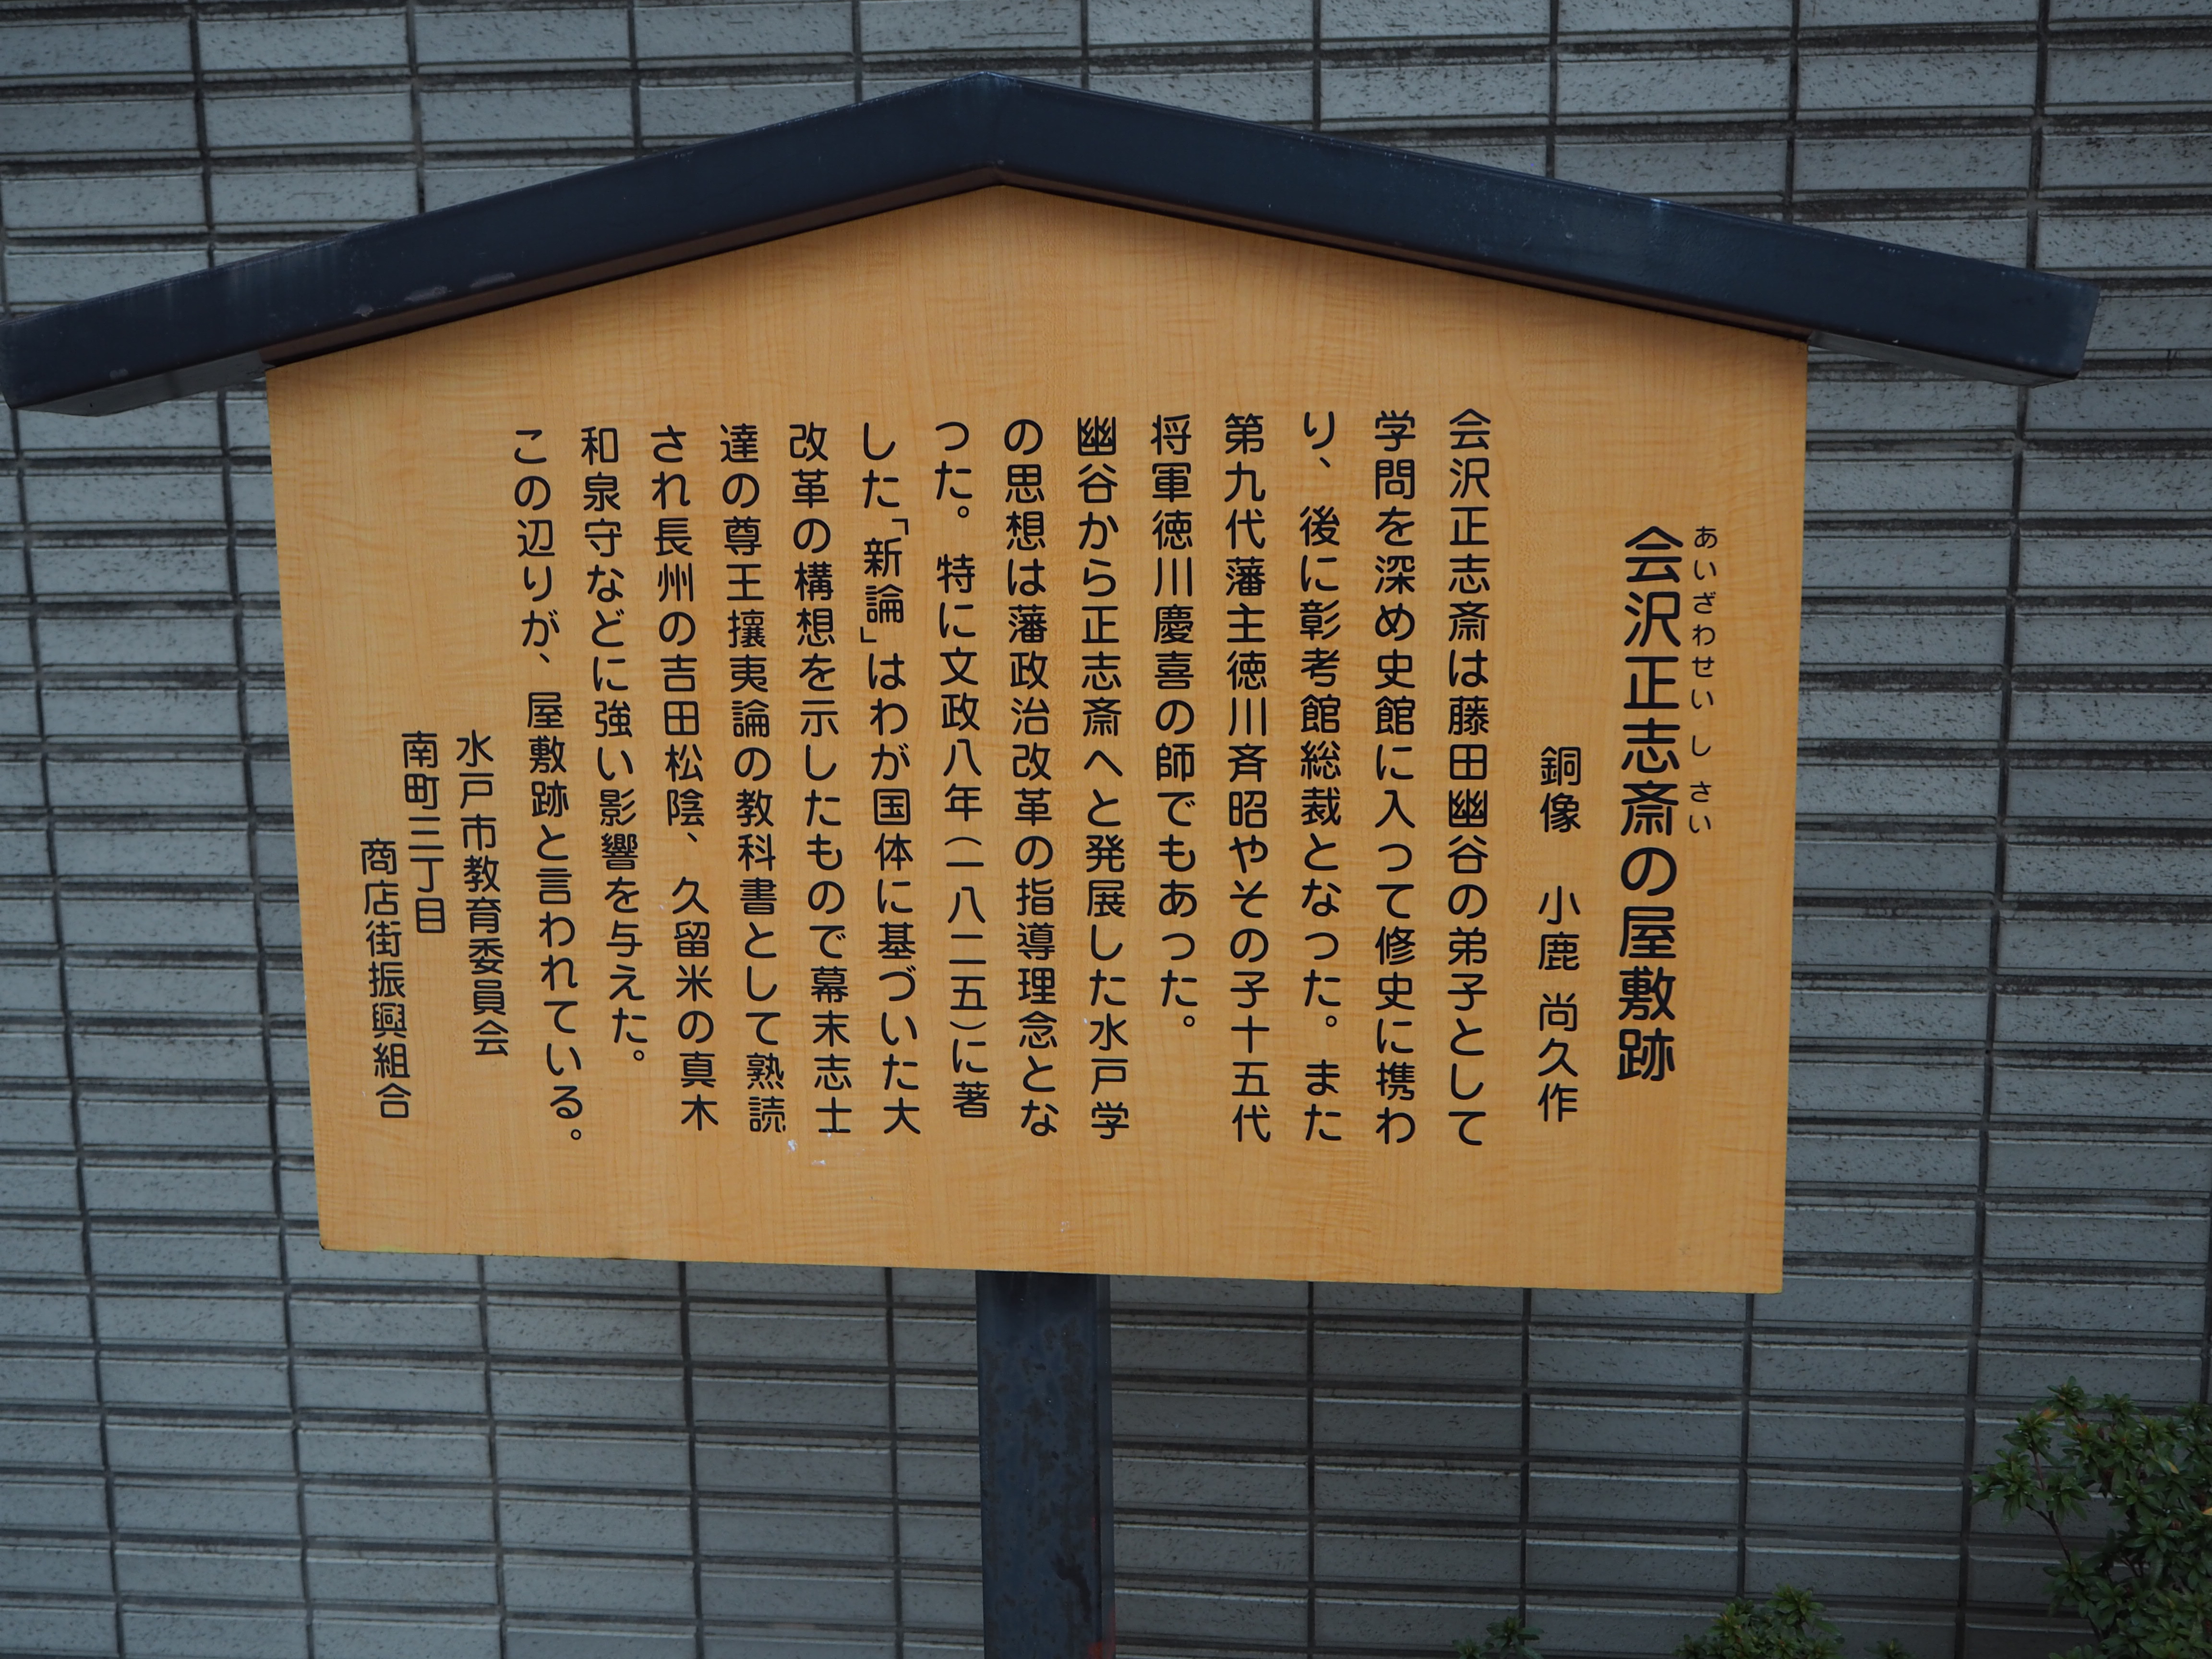 会沢正志斎の屋敷跡
あいざわせいしさい
銅像　小鹿 尚久作
会沢正志斎は藤田幽谷の弟子として
学問を深め史館に入って修史に携わ
り、後に彰考館総裁となった。また
第九代藩主徳川斉昭やその子十五代
将軍徳川慶喜の師でもあった。
幽谷から正志斎へと発展した水戸学
の思想は藩政治改革の指導理念とな
った。特に文政八年(一八二五)に著
した「新論」はわが国体に基づいた大
改革の構想を示したもので幕末志士
達の尊王攘夷論の教科書として熟読
され長州の吉田松陰、久留米の真木
和泉守などに強い影響を与えた。
この辺りが、屋敷跡と言われている。
水戸市教育委員会
南町三丁目
商店街振興組合